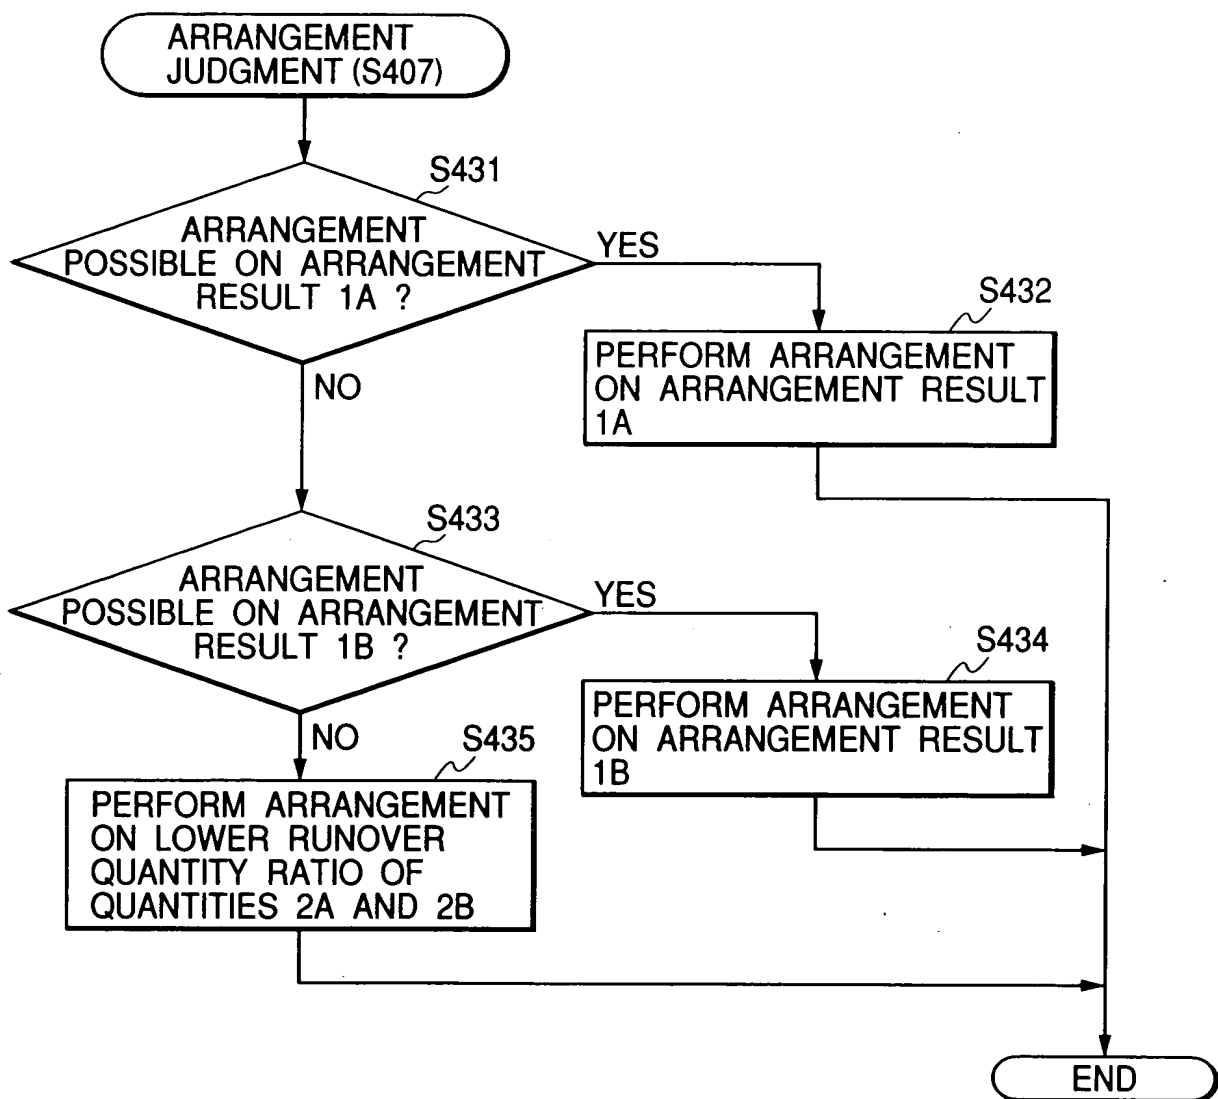 ARRANGEMENT
JUDGMENT (S407)
S431
ARRANGEMENT
POSSIBLE ON ARRANGEMENT
RESULT 1A ?
YES
NO
S432
PERFORM ARRANGEMENT
ON ARRANGEMENT RESULT
1A
S433
ARRANGEMENT
POSSIBLE ON ARRANGEMENT
RESULT 1B ?
YES
NO
S434
PERFORM ARRANGEMENT
ON ARRANGEMENT RESULT
1B
S435
PERFORM ARRANGEMENT
ON LOWER RUNOVER
QUANTITY RATIO OF
QUANTITIES 2A AND 2B
END